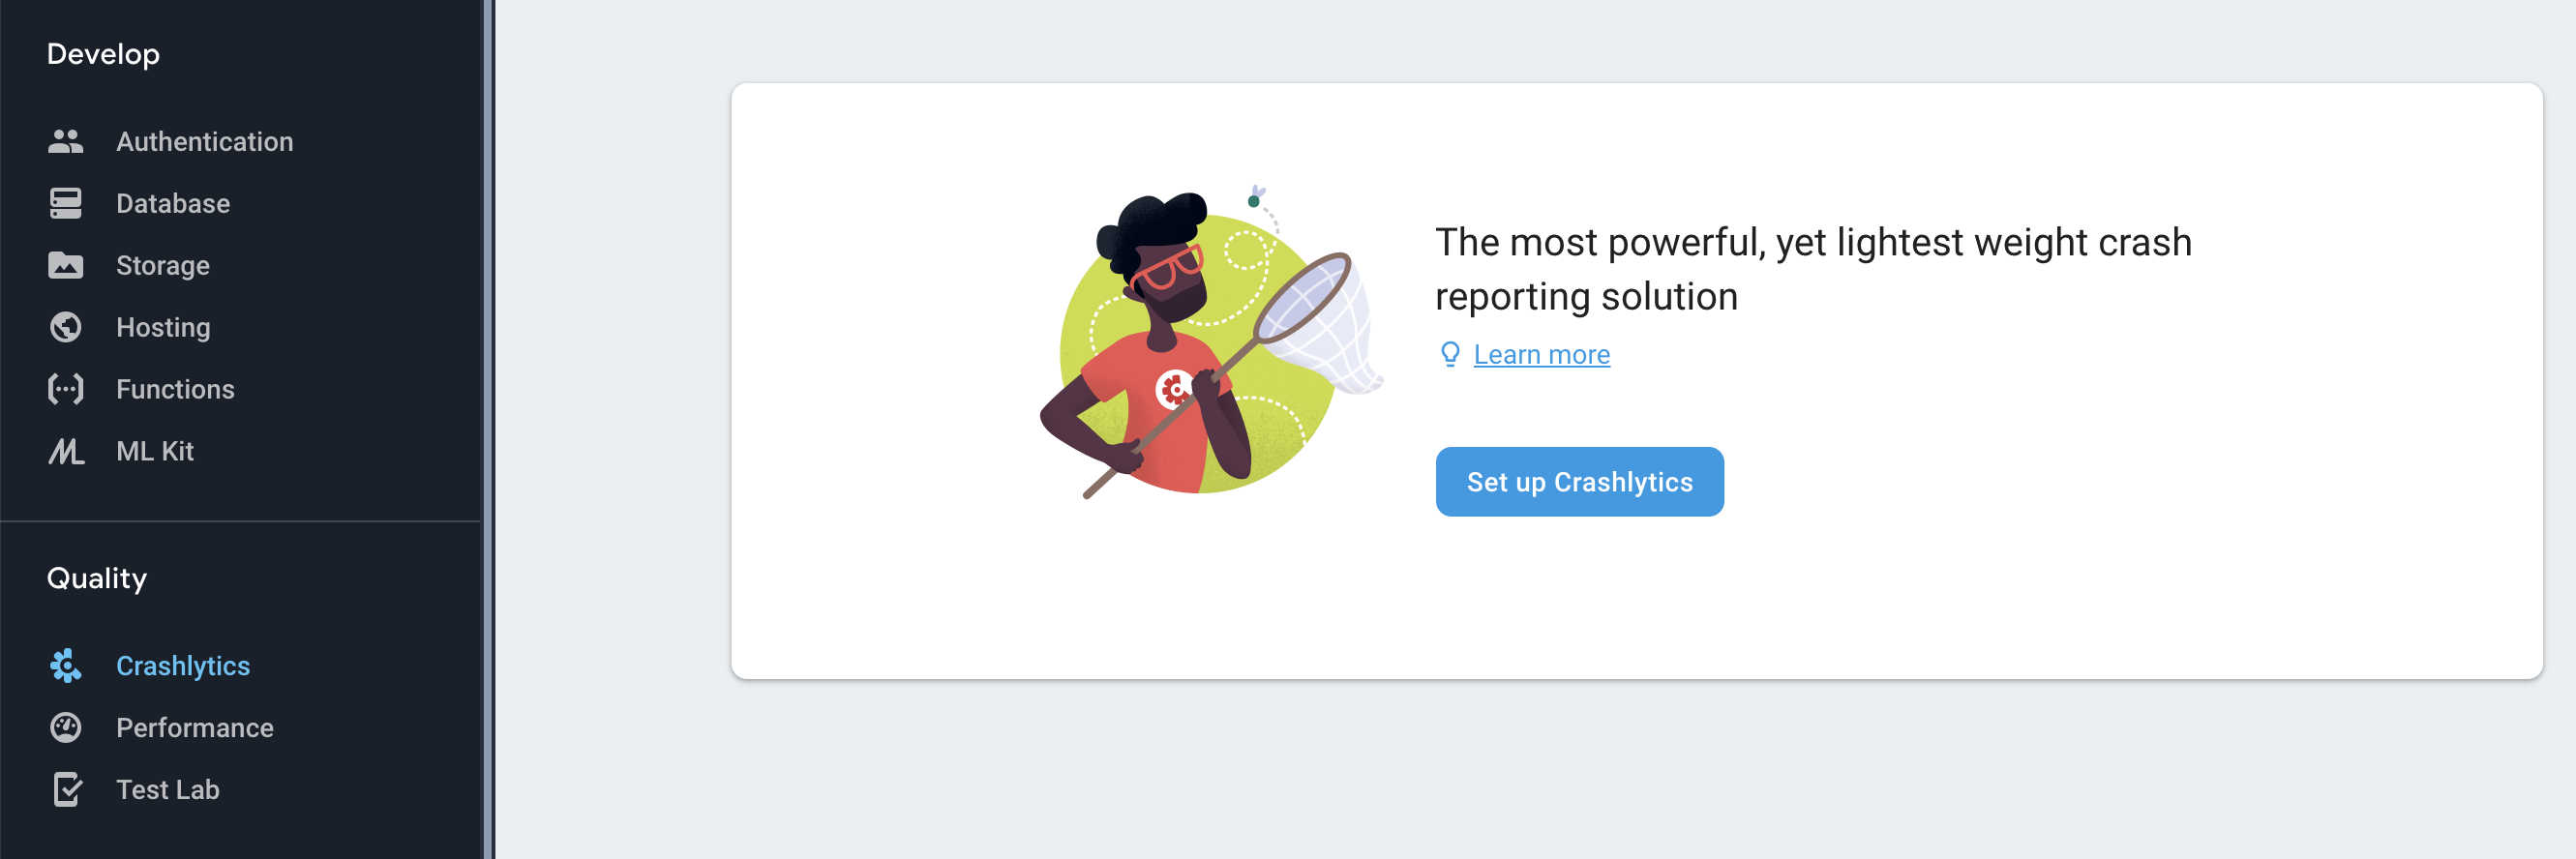 Develop
Authentication
Database
Storage
Hosting
Functions
ML Kit
Quality
Crashlytics
Performance
Test Lab
The most powerful, yet lightest weight crash
reporting solution
Learn more
Set up Crashlytics